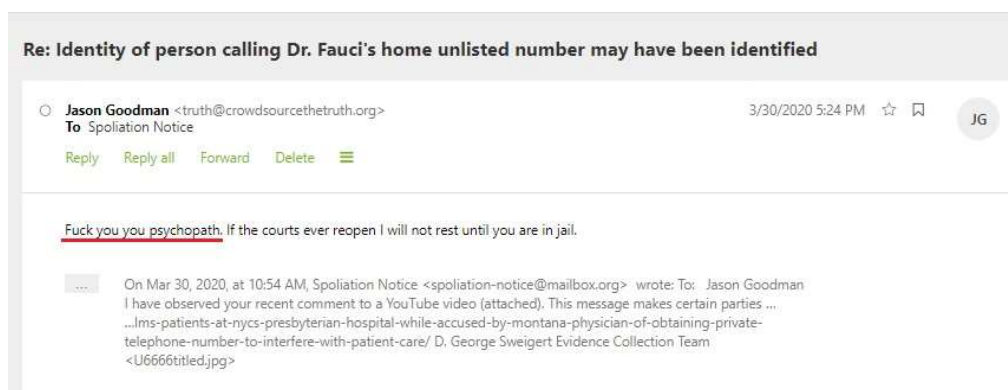 Re: Identity of person calling Dr. Fauci's home unlisted number may have been identified
Jason Goodman <truth@crowdsourcethetruth.org>
3/30/2020 5:24 PM
JG
To Spoliation Notice
Reply Reply all Forward Delete
Fuck you you psychopath. If the courts ever reopen I will not rest until you are in jail.
...
On Mar 30, 2020, at 10:54 AM, Spoliation Notice <spoliation-notice@mailbox.org> wrote: To: Jason Goodman
I have observed your recent comment to a YouTube video (attached). This message makes certain parties ...
...lms-patients-at-nycs-presbyterian-hospital-while-accused-by-montana-physician-of-obtaining-private-
telephone-number-to-interfere-with-patient-care/ D. George Sweigert Evidence Collection Team
<U6666titled.jpg>